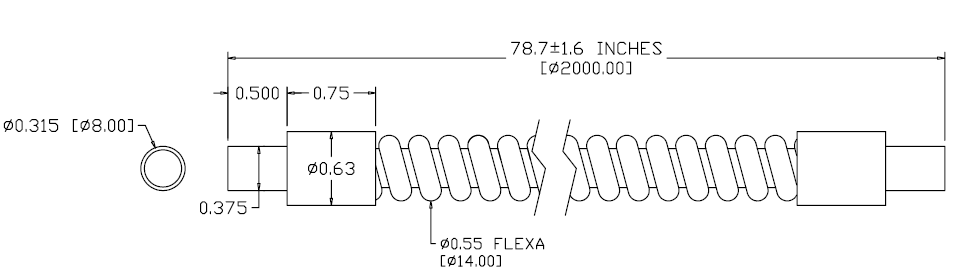 78.7±1.6 INCHES
[Ø2000.00]
0.500
0.75
Ø0.315 [Ø8.00]
Ø0.63
0.375
Ø0.55 FLEXA
[Ø14.00]